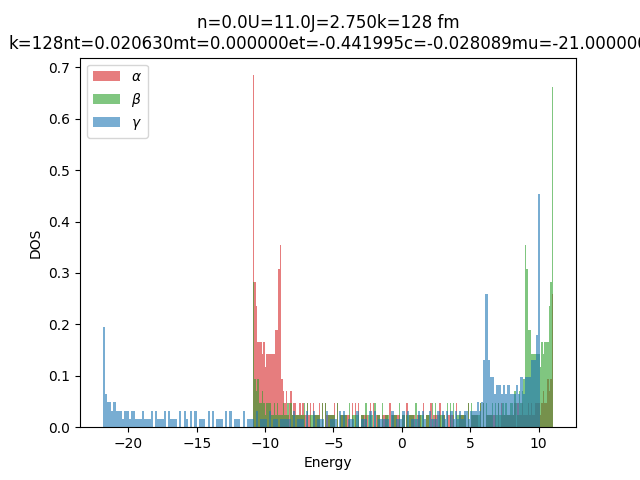 n=0.0U=11.0J=2.750k=128 fm
k=128nt=0.020630mt=0.000000et=-0.441995c=-0.028089mu=-21.000000
0.7
0.6
0.5
0.4
0.3
0.2
0.1
0.0
DOS
α
β
γ
−20
−15
−10
−5
0
5
10
Energy